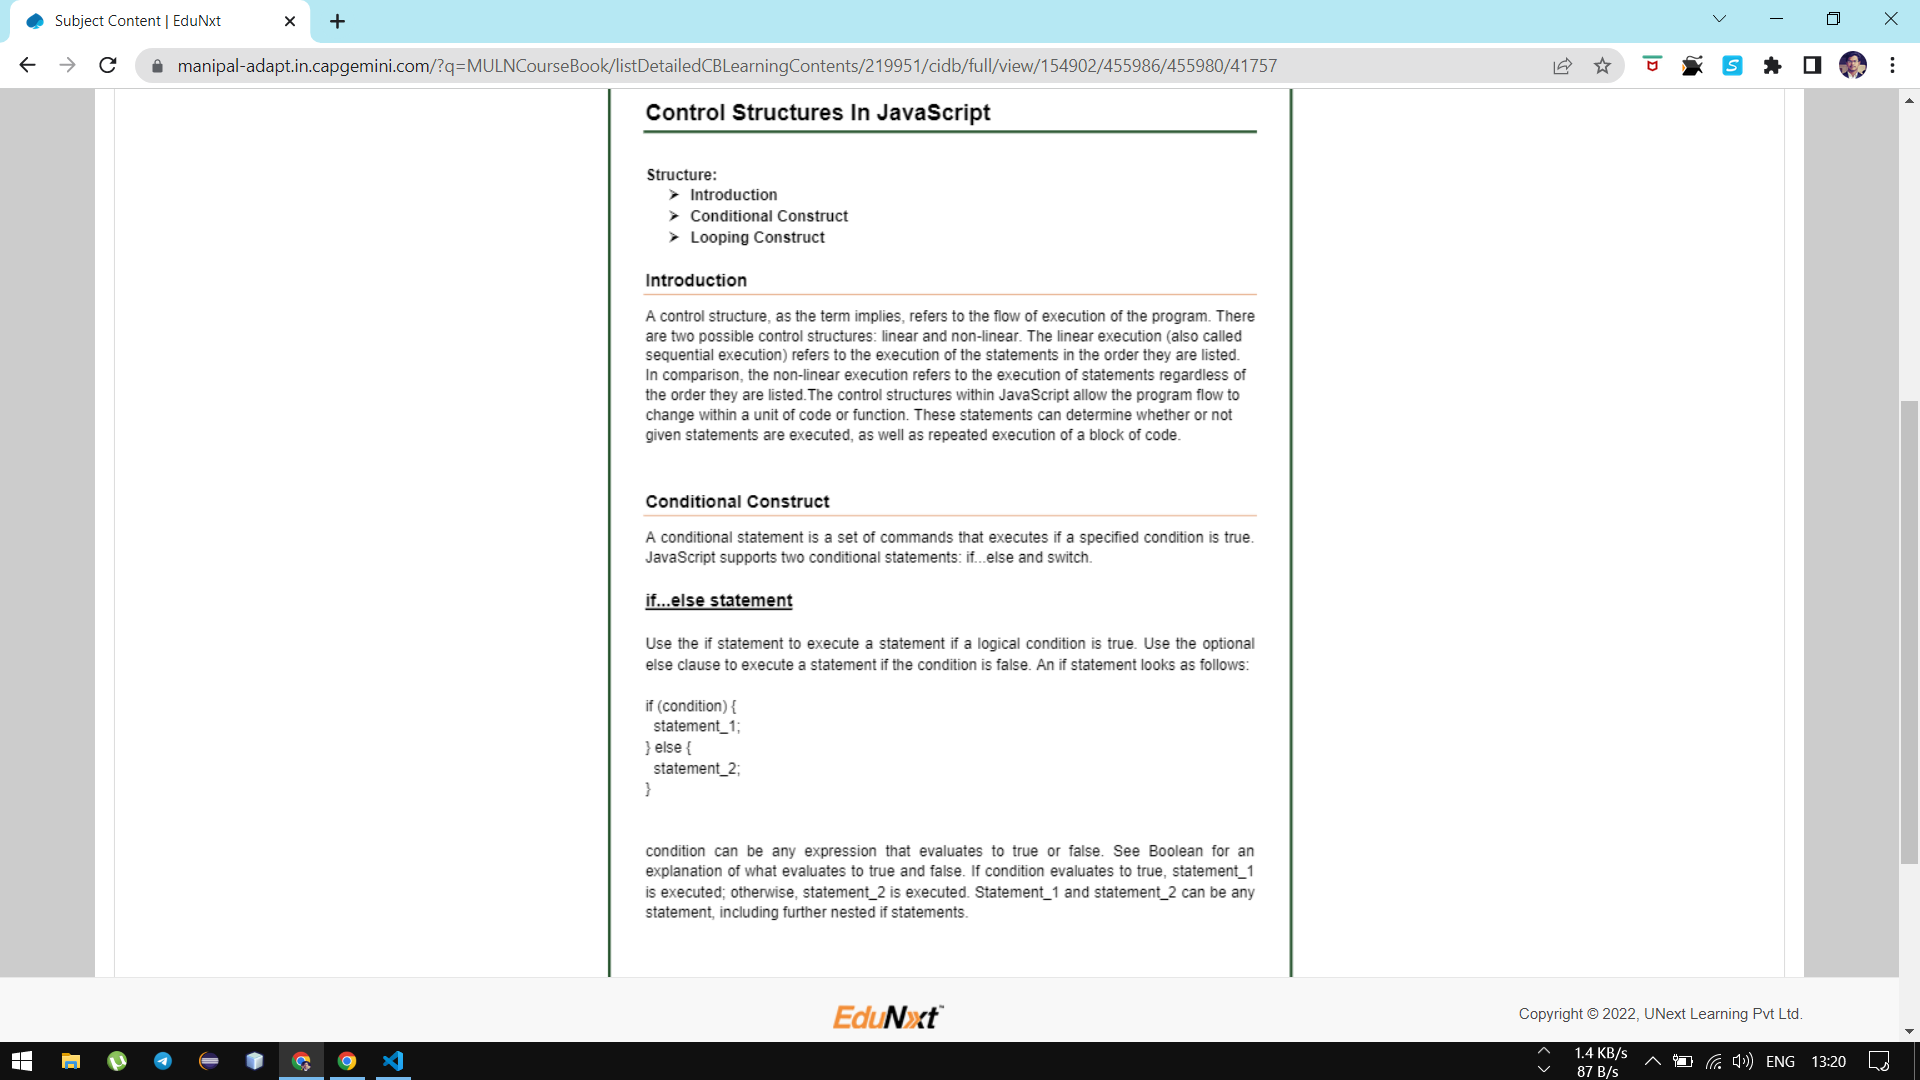 Subject Content | EduNxt
manipal-adapt.in.capgemini.com/?q=MULNCourseBook/listDetailedCBLearningContents/219951/cidb/full/view/154902/455986/455980/41757
Control Structures In JavaScript
Structure:
➢ Introduction
➢ Conditional Construct
➢ Looping Construct
Introduction
A control structure, as the term implies, refers to the flow of execution of the program. There
are two possible control structures: linear and non-linear. The linear execution (also called
sequential execution) refers to the execution of the statements in the order they are listed.
In comparison, the non-linear execution refers to the execution of statements regardless of
the order they are listed.The control structures within JavaScript allow the program flow to
change within a unit of code or function. These statements can determine whether or not
given statements are executed, as well as repeated execution of a block of code.
Conditional Construct
A conditional statement is a set of commands that executes if a specified condition is true.
JavaScript supports two conditional statements: if...else and switch.
if...else statement
Use the if statement to execute a statement if a logical condition is true. Use the optional
else clause to execute a statement if the condition is false. An if statement looks as follows:
if (condition) {
statement_1;
} else {
statement_2;
}
condition can be any expression that evaluates to true or false. See Boolean for an
explanation of what evaluates to true and false. If condition evaluates to true, statement_1
is executed; otherwise, statement_2 is executed. Statement_1 and statement_2 can be any
statement, including further nested if statements.
EduNxt™
Copyright © 2022, UNext Learning Pvt Ltd.
1.4 KB/s
87 B/s
ENG
13:20